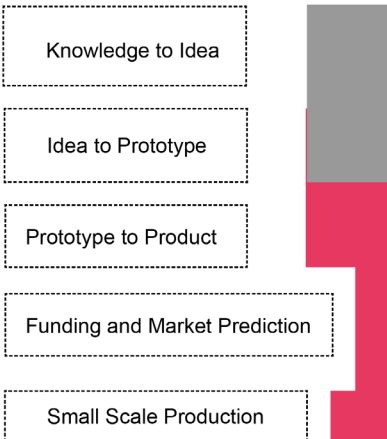 Knowledge to Idea
Idea to Prototype
Prototype to Product
Funding and Market Prediction
Small Scale Production